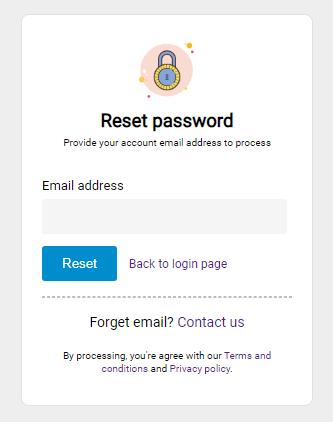 Reset password
Provide your account email address to process
Email address
Reset
Back to login page
Forget email? Contact us
By processing, you're agree with our Terms and
conditions and Privacy policy.